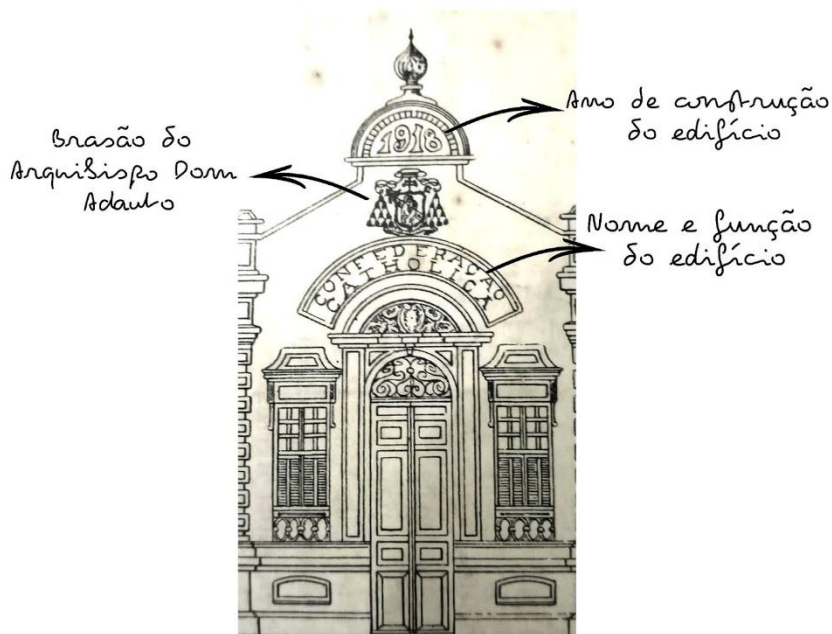 Ano de construção
do edifício
1918
Brasão do
Arquibispo Dom
Adauto
Nome e função
do edifício
CONFEDERAÇÃO
CATHOLICA